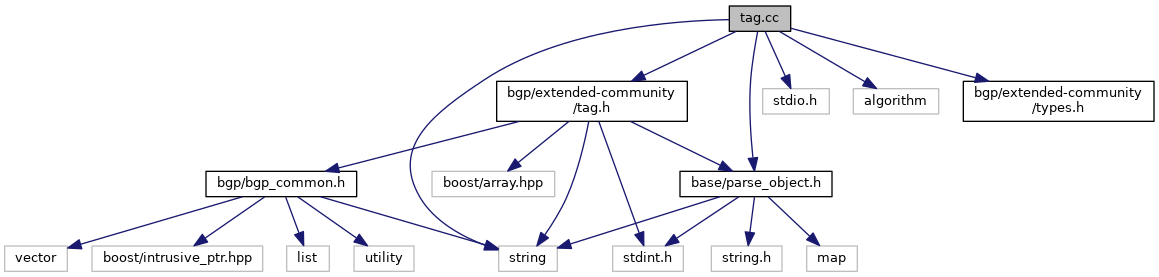 tag.cc
bgp/extended-community
/tag.h
stdio.h
algorithm
bgp/extended-community
/types.h
bgp/bgp_common.h
boost/array.hpp
base/parse_object.h
vector
boost/intrusive_ptr.hpp
list
utility
string
stdint.h
string.h
map